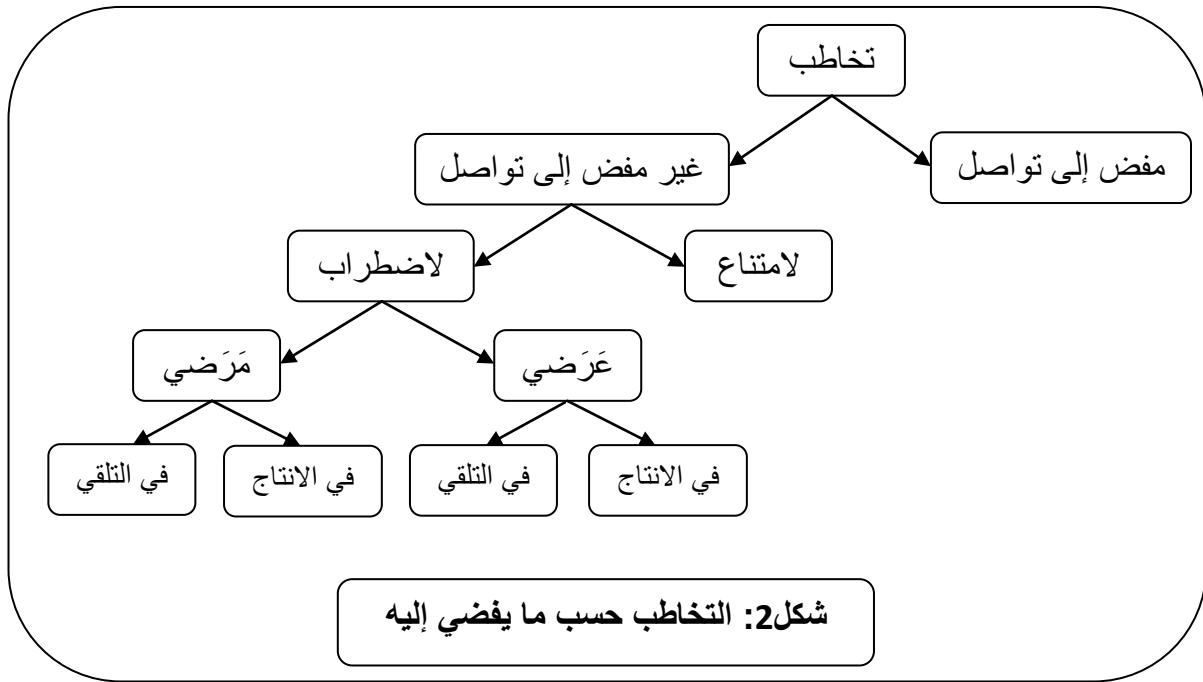 تخاطب
مفض إلى تواصل
غير مفض إلى تواصل
لامتناع
لاضطراب
عَرَضي
مَرَضي
في الانتاج
في التلقي
في الانتاج
في التلقي
شكل2: التخاطب حسب ما يفضي إليه